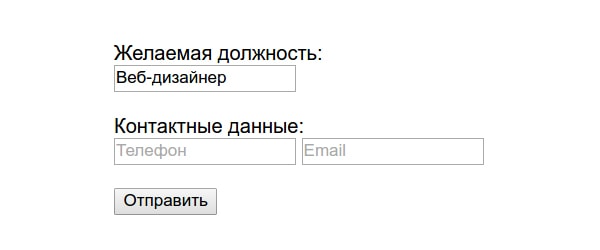 Желаемая должность:
Веб-дизайнер
Контактные данные:
Телефон Email
Отправить